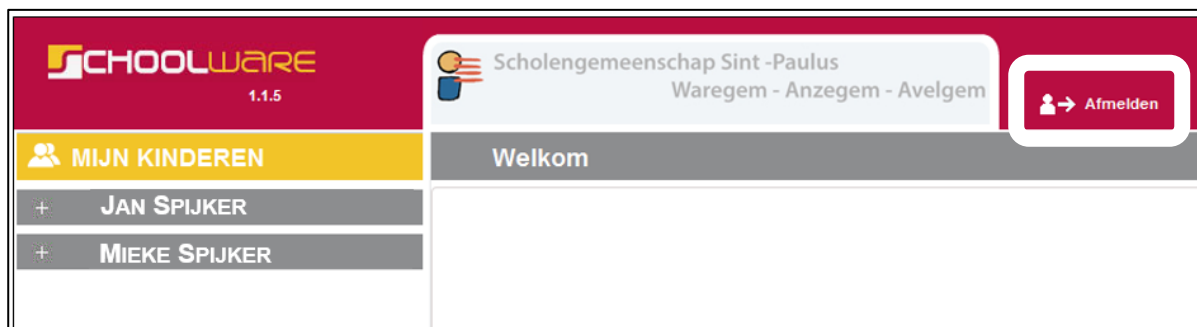 SCHOOLWARE
1.1.5
Scholengemeenschap Sint -Paulus
Waregem - Anzegem - Avelgem
Afmelden
MIJN KINDEREN
Welkom
+ JAN SPIJKER
+ MIEKE SPIJKER